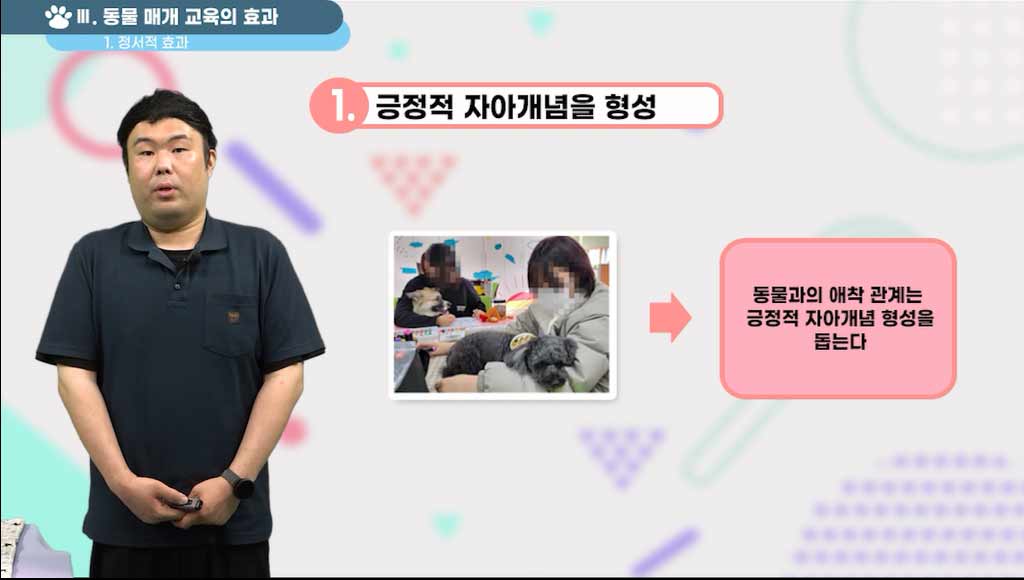 Ⅲ. 동물 매개 교육의 효과
1. 정서적 효과
1. 긍정적 자아개념을 형성
동물과의 애착 관계는
긍정적 자아개념 형성을
돕는다